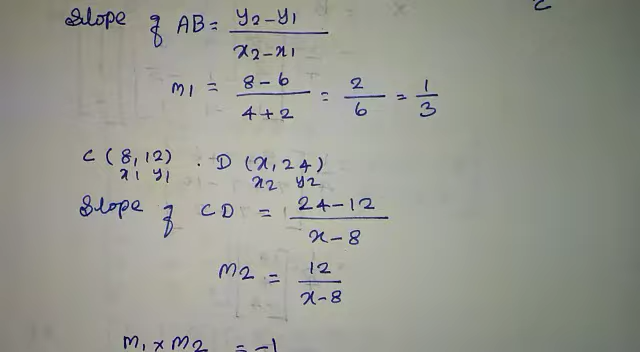 Slope of AB = y2-y1 / x2-x1
m1 = 8-6 / 4+2 = 2/6 = 1/3
C (8,12) . D (x,24)
x1 y1 x2 y2
Slope of CD = 24-12 / x-8
m2 = 12 / x-8
m1 × m2 = -1